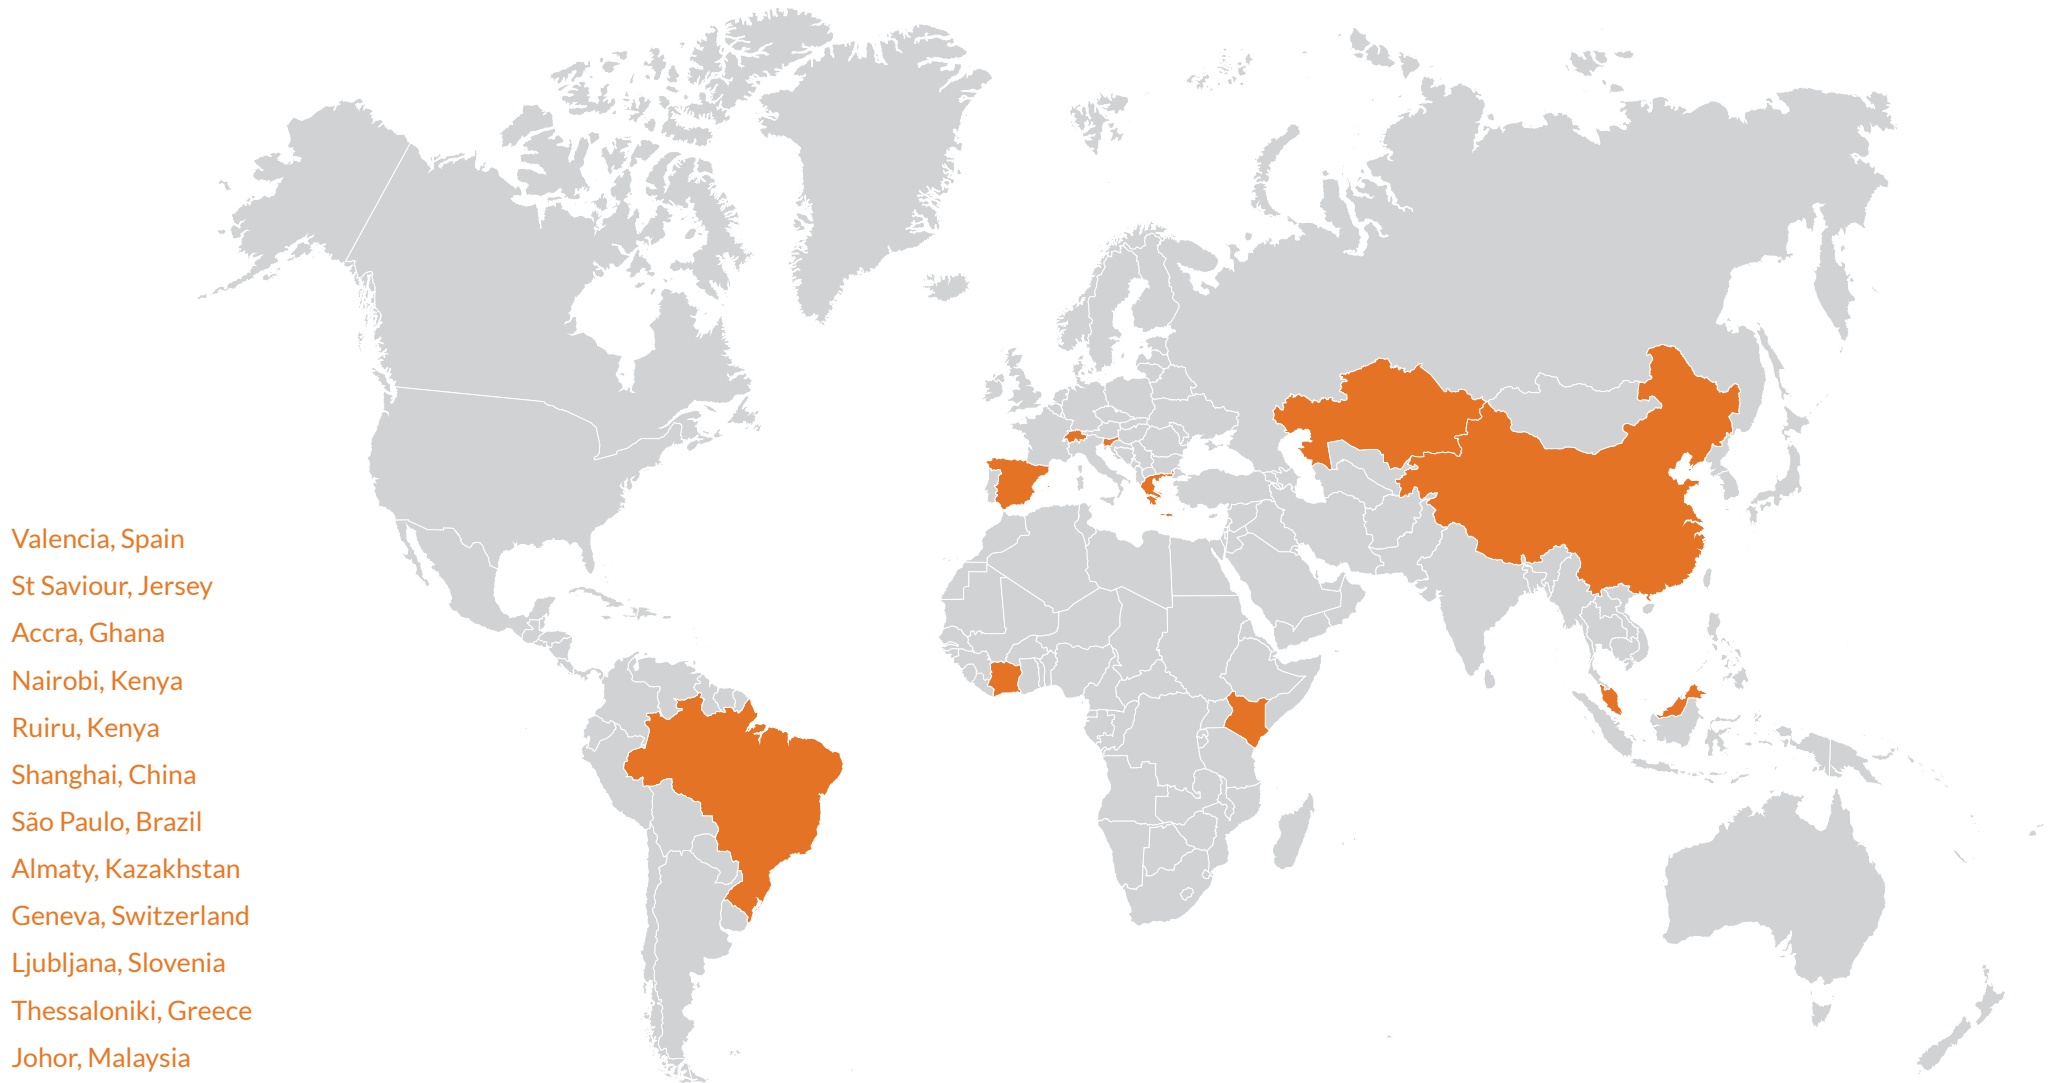 Valencia, Spain
St Saviour, Jersey
Accra, Ghana
Nairobi, Kenya
Ruiru, Kenya
Shanghai, China
São Paulo, Brazil
Almaty, Kazakhstan
Geneva, Switzerland
Ljubljana, Slovenia
Thessaloniki, Greece
Johor, Malaysia